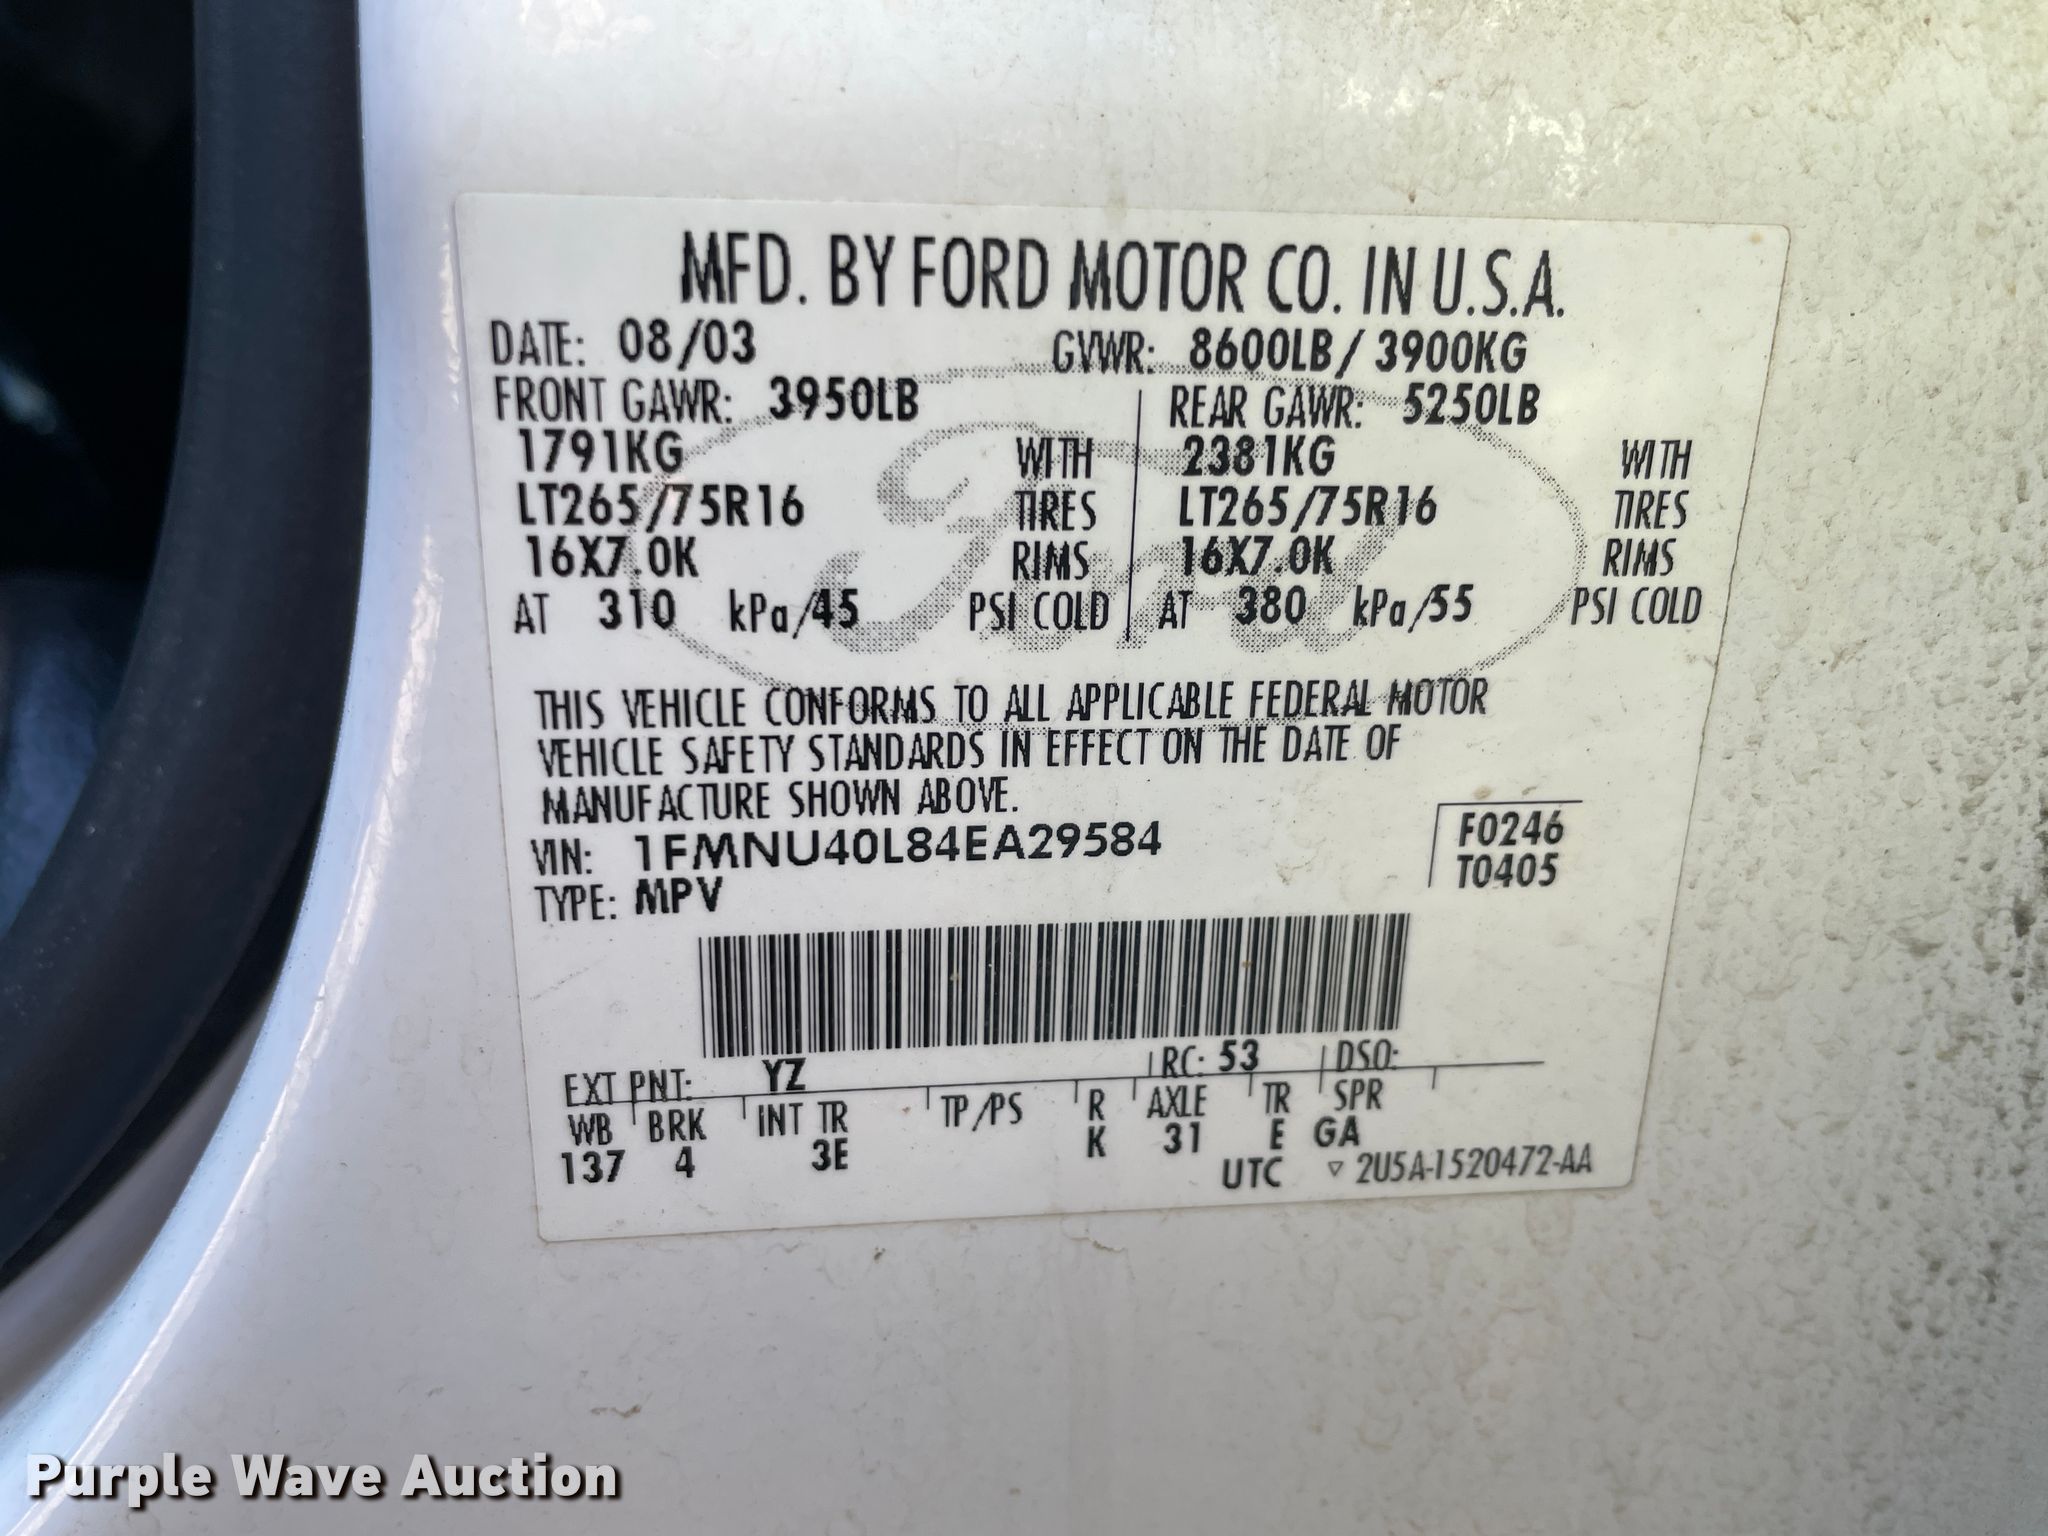 MFD. BY FORD MOTOR CO. IN U.S.A.
DATE: 08/03 GVWR: 8600LB/ 3900KG
FRONT GAWR: 3950LB REAR GAWR: 5250LB
1791KG WITH 2381KG WITH
LT265/75R16 TIRES LT265/75R16 TIRES
16X7.0K RIMS 16X7.0K RIMS
AT 310 kPa/45 PSI COLD AT 380 kPa/55 PSI COLD
Ford
THIS VEHICLE CONFORMS TO ALL APPLICABLE FEDERAL MOTOR
VEHICLE SAFETY STANDARDS IN EFFECT ON THE DATE OF
MANUFACTURE SHOWN ABOVE.
VIN: 1FMNU40L84EA29584 F0246
TYPE: MPV T0405
EXT PNT: YZ RC: 53 DSO:
WB BRK INT TR TP/PS R AXLE TR SPR
137 4 3E K 31 E GA
UTC ▽ 2U5A-1520472-AA
Purple Wave Auction